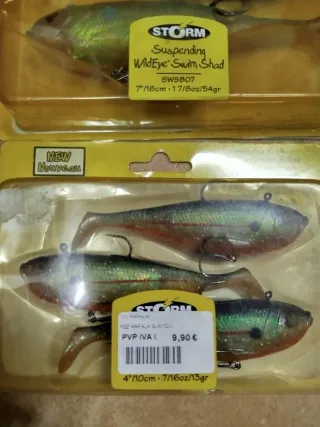 STORM
Suspending
WildEye® Swim Shad
SWSB07
7"/18cm • 1 7/8oz/54gr
NEW
Nouveau
STORM
PVP IVA I. 9,90 €
4"/10cm • 7/16oz/13gr